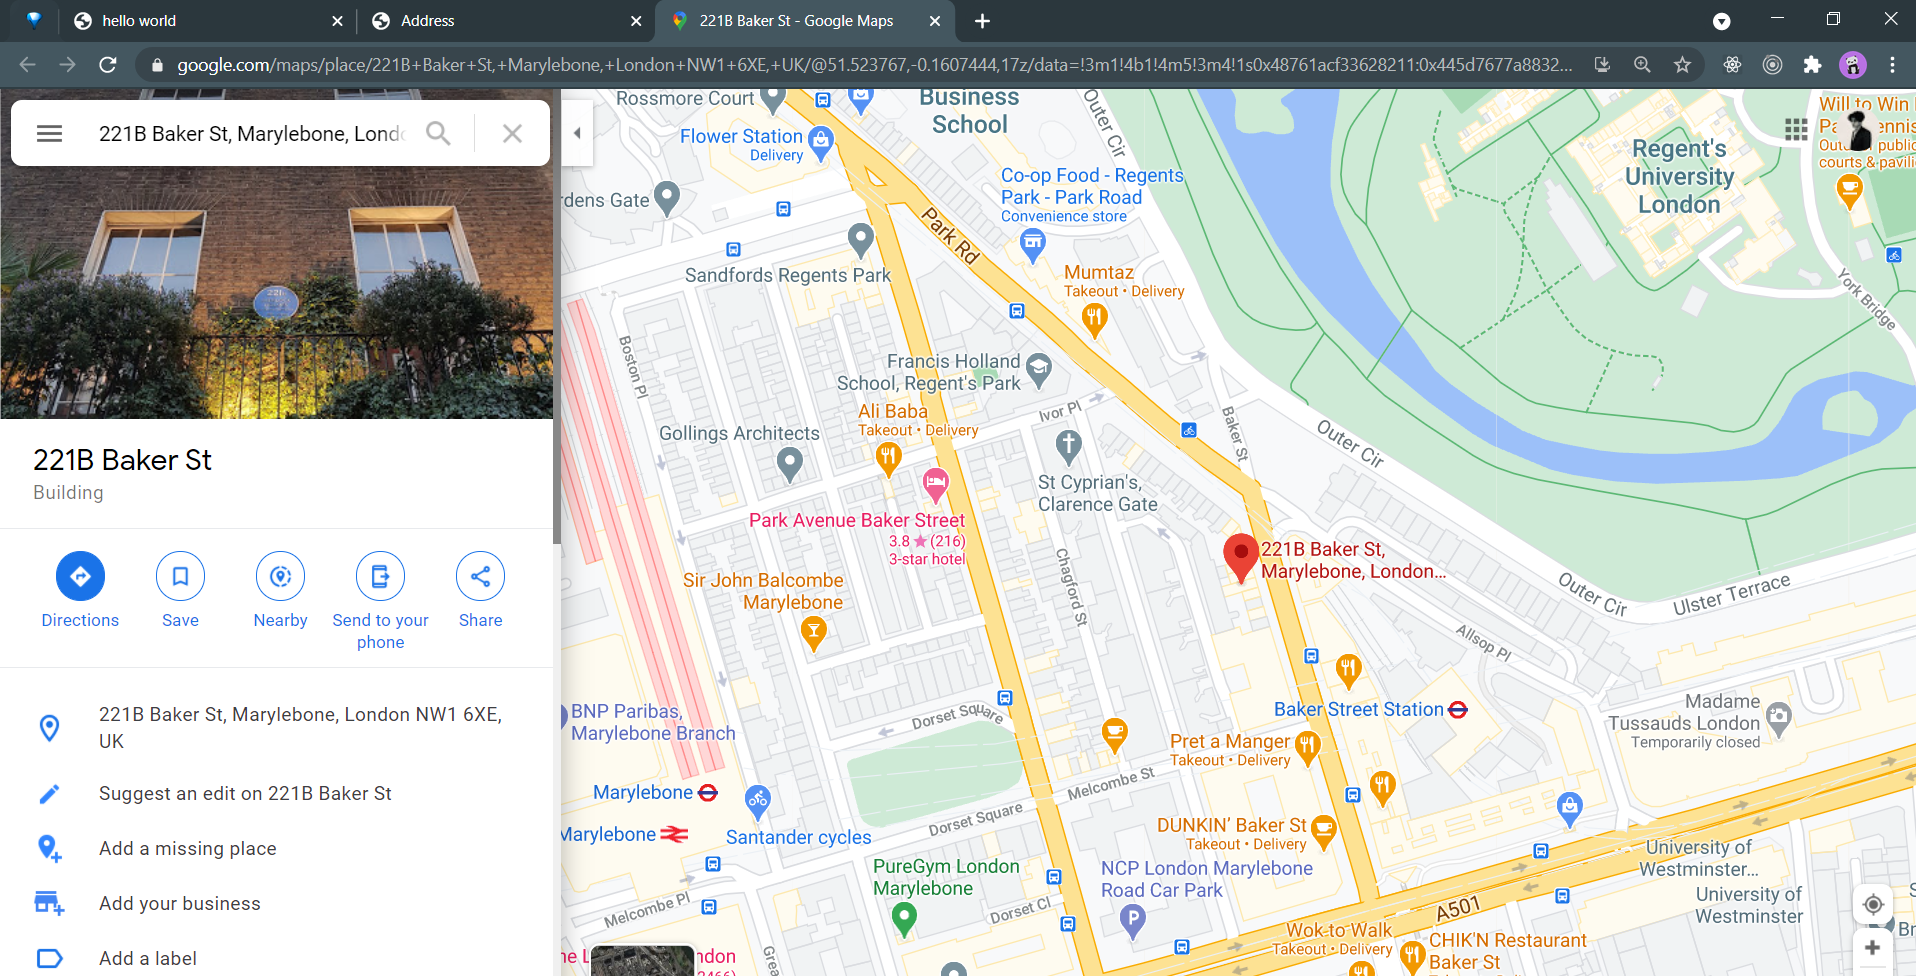 hello world
Address
221B Baker St - Google Maps
google.com/maps/place/221B+Baker+St,+Marylebone,+London+NW1+6XE,+UK/@51.523767,-0.1607444,17z/data=!3m1!4b1!4m5!3m4!1s0x48761acf33628211:0x445d7677a8832...
221B Baker St, Marylebone, Londo
221B Baker St
Building
Directions
Save
Nearby
Send to your
phone
Share
221B Baker St, Marylebone, London NW1 6XE,
UK
Suggest an edit on 221B Baker St
Add a missing place
Add your business
Add a label
Rossmore Court
Business
School
Outer Cir
Flower Station
Delivery
Co-op Food - Regents
Park - Park Road
Convenience store
Regent's
University
London
Will to Win
courts & pavili
rdens Gate
Park Rd
Sandfords Regents Park
Mumtaz
Takeout • Delivery
York Bridge
Boston Pl
Francis Holland
School, Regent's Park
Ali Baba
Takeout • Delivery
Ivor Pl
Baker St
Outer Cir
Gollings Architects
St Cyprian's,
Clarence Gate
Park Avenue Baker Street
3.8 ★ (216)
3-star hotel
221B Baker St,
Marylebone, London...
Chagford St
Sir John Balcombe
Marylebone
Outer Cir
Ulster Terrace
Allsop Pl
BNP Paribas,
Marylebone Branch
Dorset Square
Baker Street Station
Madame
Tussauds London
Temporarily closed
Pret a Manger
Takeout • Delivery
Melcombe St
Marylebone
Marylebone
Santander cycles
Dorset Square
DUNKIN' Baker St
Takeout • Delivery
PureGym London
Marylebone
NCP London Marylebone
Road Car Park
P
University of
Westminster...
University of
Westminster
Melcombe Pl
Dorset Cl
A501
Wok to Walk
Takeout • Delivery
CHIK'N Restaurant
Baker St
Grea
ndon